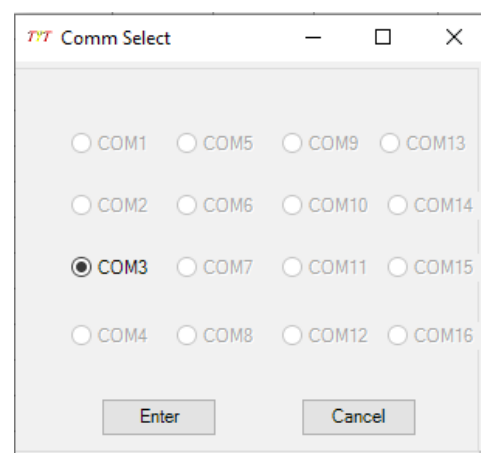 TYT Comm Select
COM1 COM5 COM9 COM13
COM2 COM6 COM10 COM14
COM3 COM7 COM11 COM15
COM4 COM8 COM12 COM16
Enter Cancel